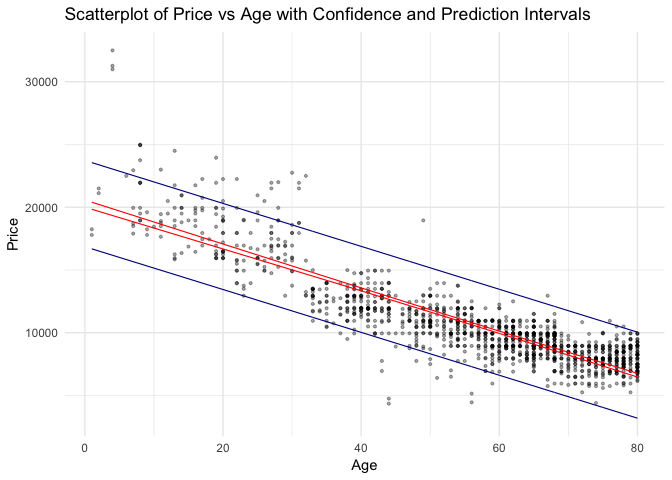 Scatterplot of Price vs Age with Confidence and Prediction Intervals
30000
20000
10000
Price
0
20
40
60
80
Age